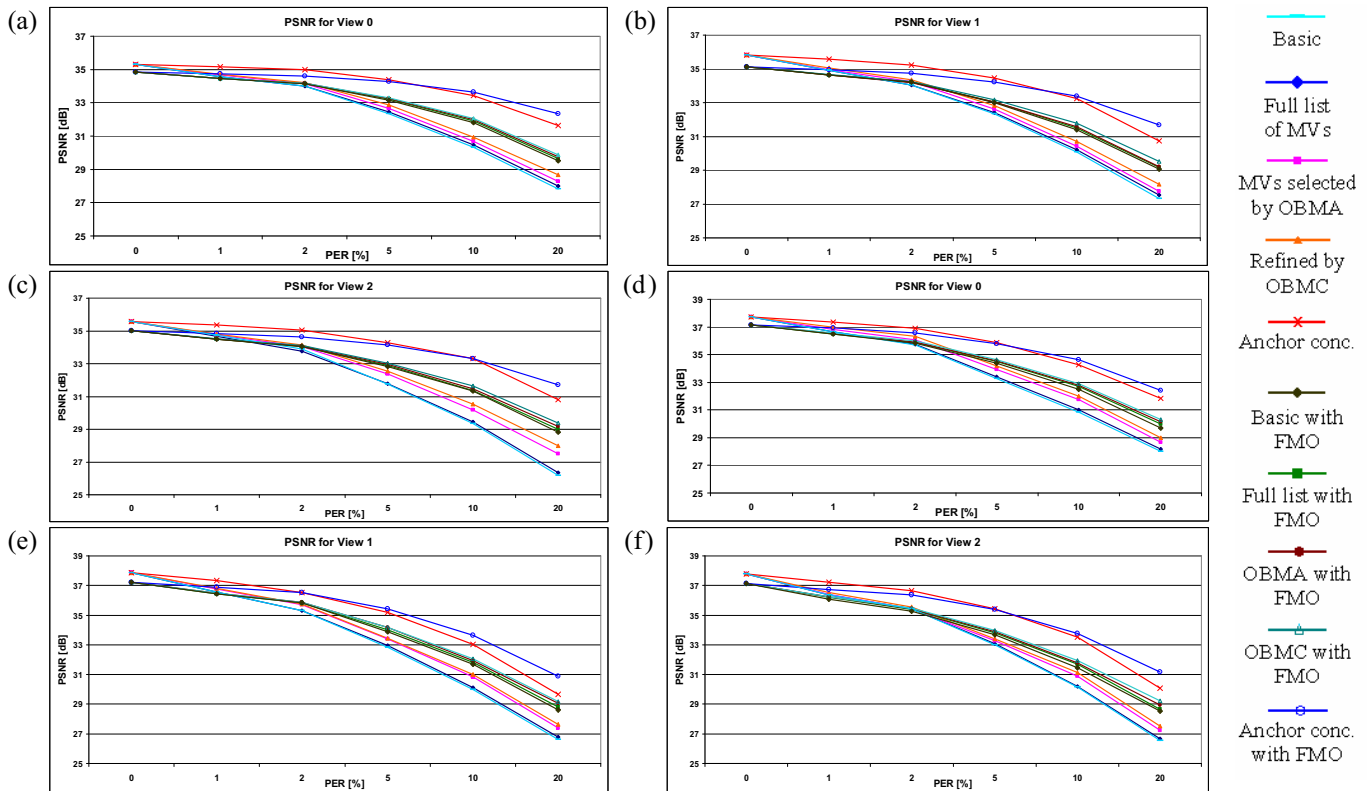 (a)
PSNR for View 0
PSNR [dB]
37
35
33
31
29
27
25
0 1 2 5 10 20
PER [%]
(b)
PSNR for View 1
PSNR [dB]
37
35
33
31
29
27
25
0 1 2 5 10 20
PER [%]
(c)
PSNR for View 2
PSNR [dB]
37
35
33
31
29
27
25
0 1 2 5 10 20
PER [%]
(d)
PSNR for View 0
PSNR [dB]
39
37
35
33
31
29
27
25
0 1 2 5 10 20
PER [%]
(e)
PSNR for View 1
PSNR [dB]
39
37
35
33
31
29
27
25
0 1 2 5 10 20
PER [%]
(f)
PSNR for View 2
PSNR [dB]
39
37
35
33
31
29
27
25
0 1 2 5 10 20
PER [%]
Basic
Full list
of MVs
MVs selected
by OBMA
Refined by
OBMC
Anchor conc.
Basic with
FMO
Full list with
FMO
OBMA with
FMO
OBMC with
FMO
Anchor conc.
with FMO